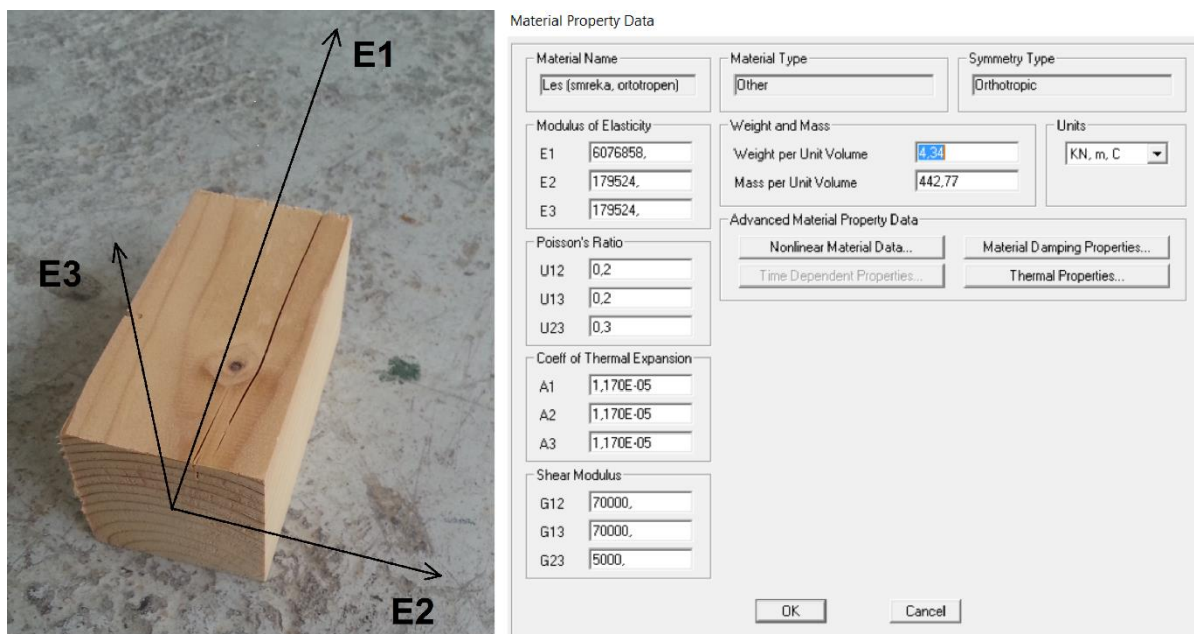 E1
E3
E2
Material Property Data
Material Name
Les (smreka, ortotropen)
Material Type
Other
Symmetry Type
Orthotropic
Modulus of Elasticity
E1 6076858,
E2 179524,
E3 179524,
Weight and Mass
Weight per Unit Volume 4,34
Mass per Unit Volume 442,77
Units
KN, m, C
Poisson's Ratio
U12 0,2
U13 0,2
U23 0,3
Advanced Material Property Data
Nonlinear Material Data...
Material Damping Properties...
Time Dependent Properties...
Thermal Properties...
Coeff of Thermal Expansion
A1 1,170E-05
A2 1,170E-05
A3 1,170E-05
Shear Modulus
G12 70000,
G13 70000,
G23 5000,
OK
Cancel